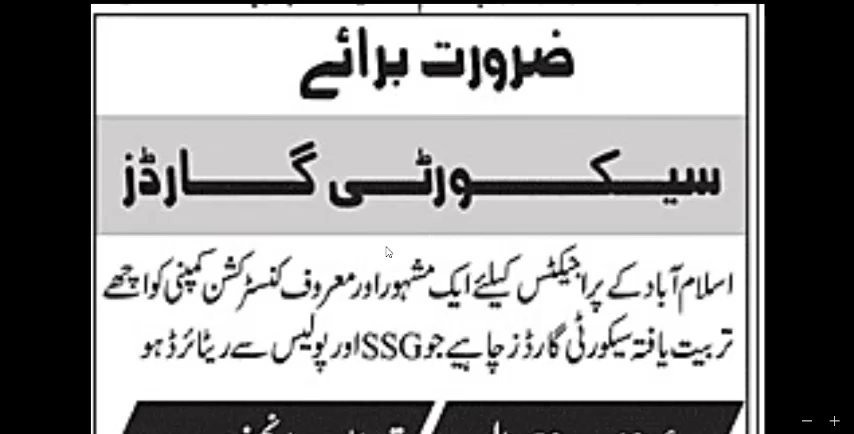 ضرورت برائے
سیکورٹی گارڈز
اسلام آباد کے پراجیکٹس کیلئے ایک مشہور اور معروف کنسٹرکشن کمپنی کو اچھے
تربیت یافتہ سیکورٹی گارڈز چاہیے جو SSG اور پولیس سے ریٹائرڈ ہو